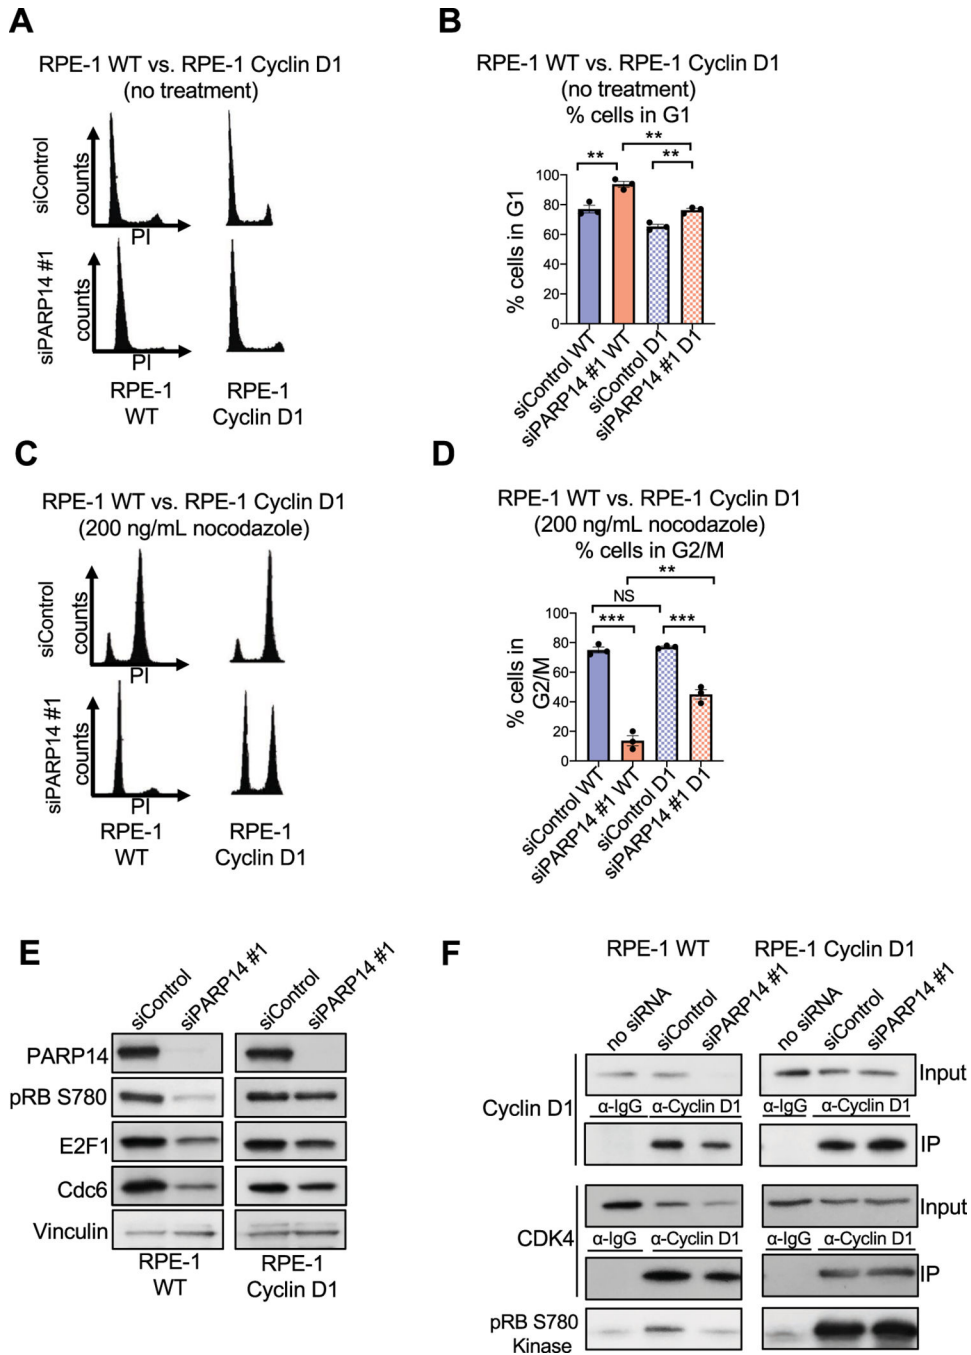 A
RPE-1 WT vs. RPE-1 Cyclin D1
(no treatment)
siControl
counts
PI
siPARP14 #1
counts
PI
RPE-1
WT
RPE-1
Cyclin D1
B
RPE-1 WT vs. RPE-1 Cyclin D1
(no treatment)
% cells in G1
**
**
**
% cells in G1
100
80
60
40
20
0
siControl WT
siPARP14 #1 WT
siControl D1
siPARP14 #1 D1
C
RPE-1 WT vs. RPE-1 Cyclin D1
(200 ng/mL nocodazole)
siControl
counts
PI
siPARP14 #1
counts
PI
RPE-1
WT
RPE-1
Cyclin D1
D
RPE-1 WT vs. RPE-1 Cyclin D1
(200 ng/mL nocodazole)
% cells in G2/M
**
NS
***
***
% cells in
G2/M
100
80
60
40
20
0
siControl WT
siPARP14 #1 WT
siControl D1
siPARP14 #1 D1
E
siControl
siPARP14 #1
siControl
siPARP14 #1
PARP14
pRB S780
E2F1
Cdc6
Vinculin
RPE-1
WT
RPE-1
Cyclin D1
F
RPE-1 WT
RPE-1 Cyclin D1
no siRNA
siControl
siPARP14 #1
no siRNA
siControl
siPARP14 #1
Cyclin D1
Input
α-IgG
α-Cyclin D1
α-IgG
α-Cyclin D1
IP
CDK4
Input
α-IgG
α-Cyclin D1
α-IgG
α-Cyclin D1
IP
pRB S780
Kinase